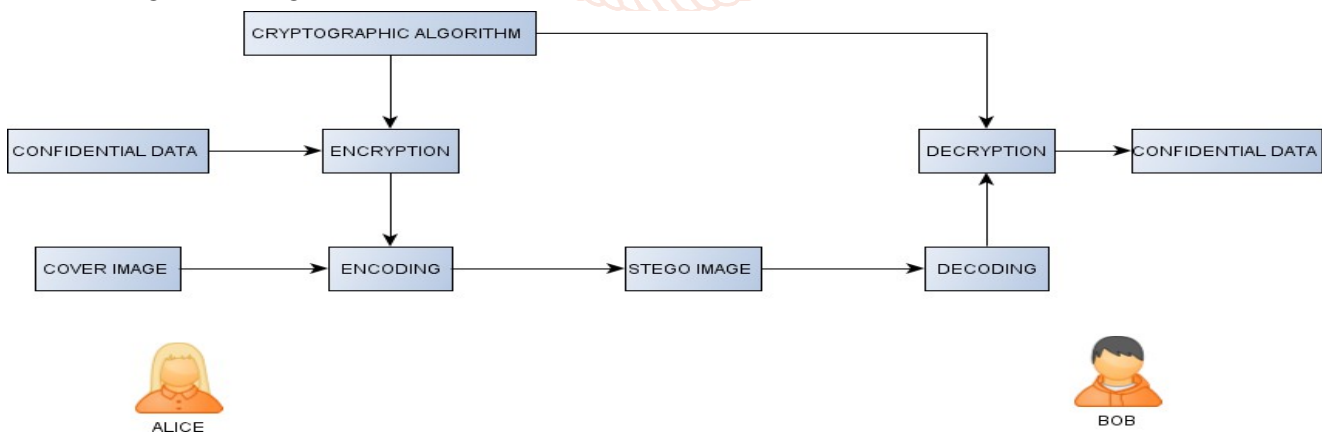 CRYPTOGRAPHIC ALGORITHM
CONFIDENTIAL DATA
ENCRYPTION
DECRYPTION
CONFIDENTIAL DATA
COVER IMAGE
ENCODING
STEGO IMAGE
DECODING
ALICE
BOB